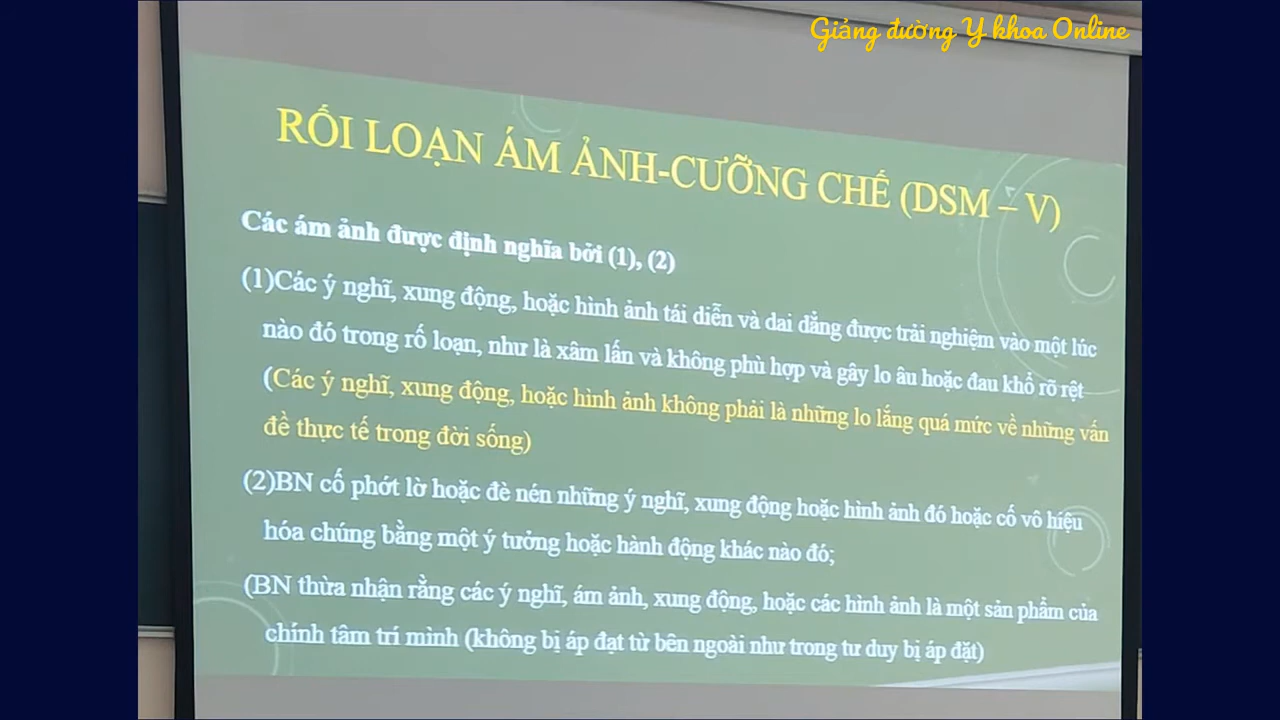 Giảng đường Y khoa Online
RỐI LOẠN ÁM ẢNH-CƯỠNG CHẾ (DSM – V)
Các ám ảnh được định nghĩa bởi (1), (2)
(1)Các ý nghĩ, xung động, hoặc hình ảnh tái diễn và dai dẳng được trải nghiệm vào một lúc
nào đó trong rố loạn, như là xâm lấn và không phù hợp và gây lo âu hoặc đau khổ rõ rệt
(Các ý nghĩ, xung động, hoặc hình ảnh không phải là những lo lắng quá mức về những vấn
đề thực tế trong đời sống)
(2)BN cố phớt lờ hoặc đè nén những ý nghĩ, xung động hoặc hình ảnh đó hoặc cố vô hiệu
hóa chúng bằng một ý tưởng hoặc hành động khác nào đó;
(BN thừa nhận rằng các ý nghĩ, ám ảnh, xung động, hoặc các hình ảnh là một sản phẩm của
chính tâm trí mình (không bị áp đạt từ bên ngoài như trong tư duy bị áp đặt)